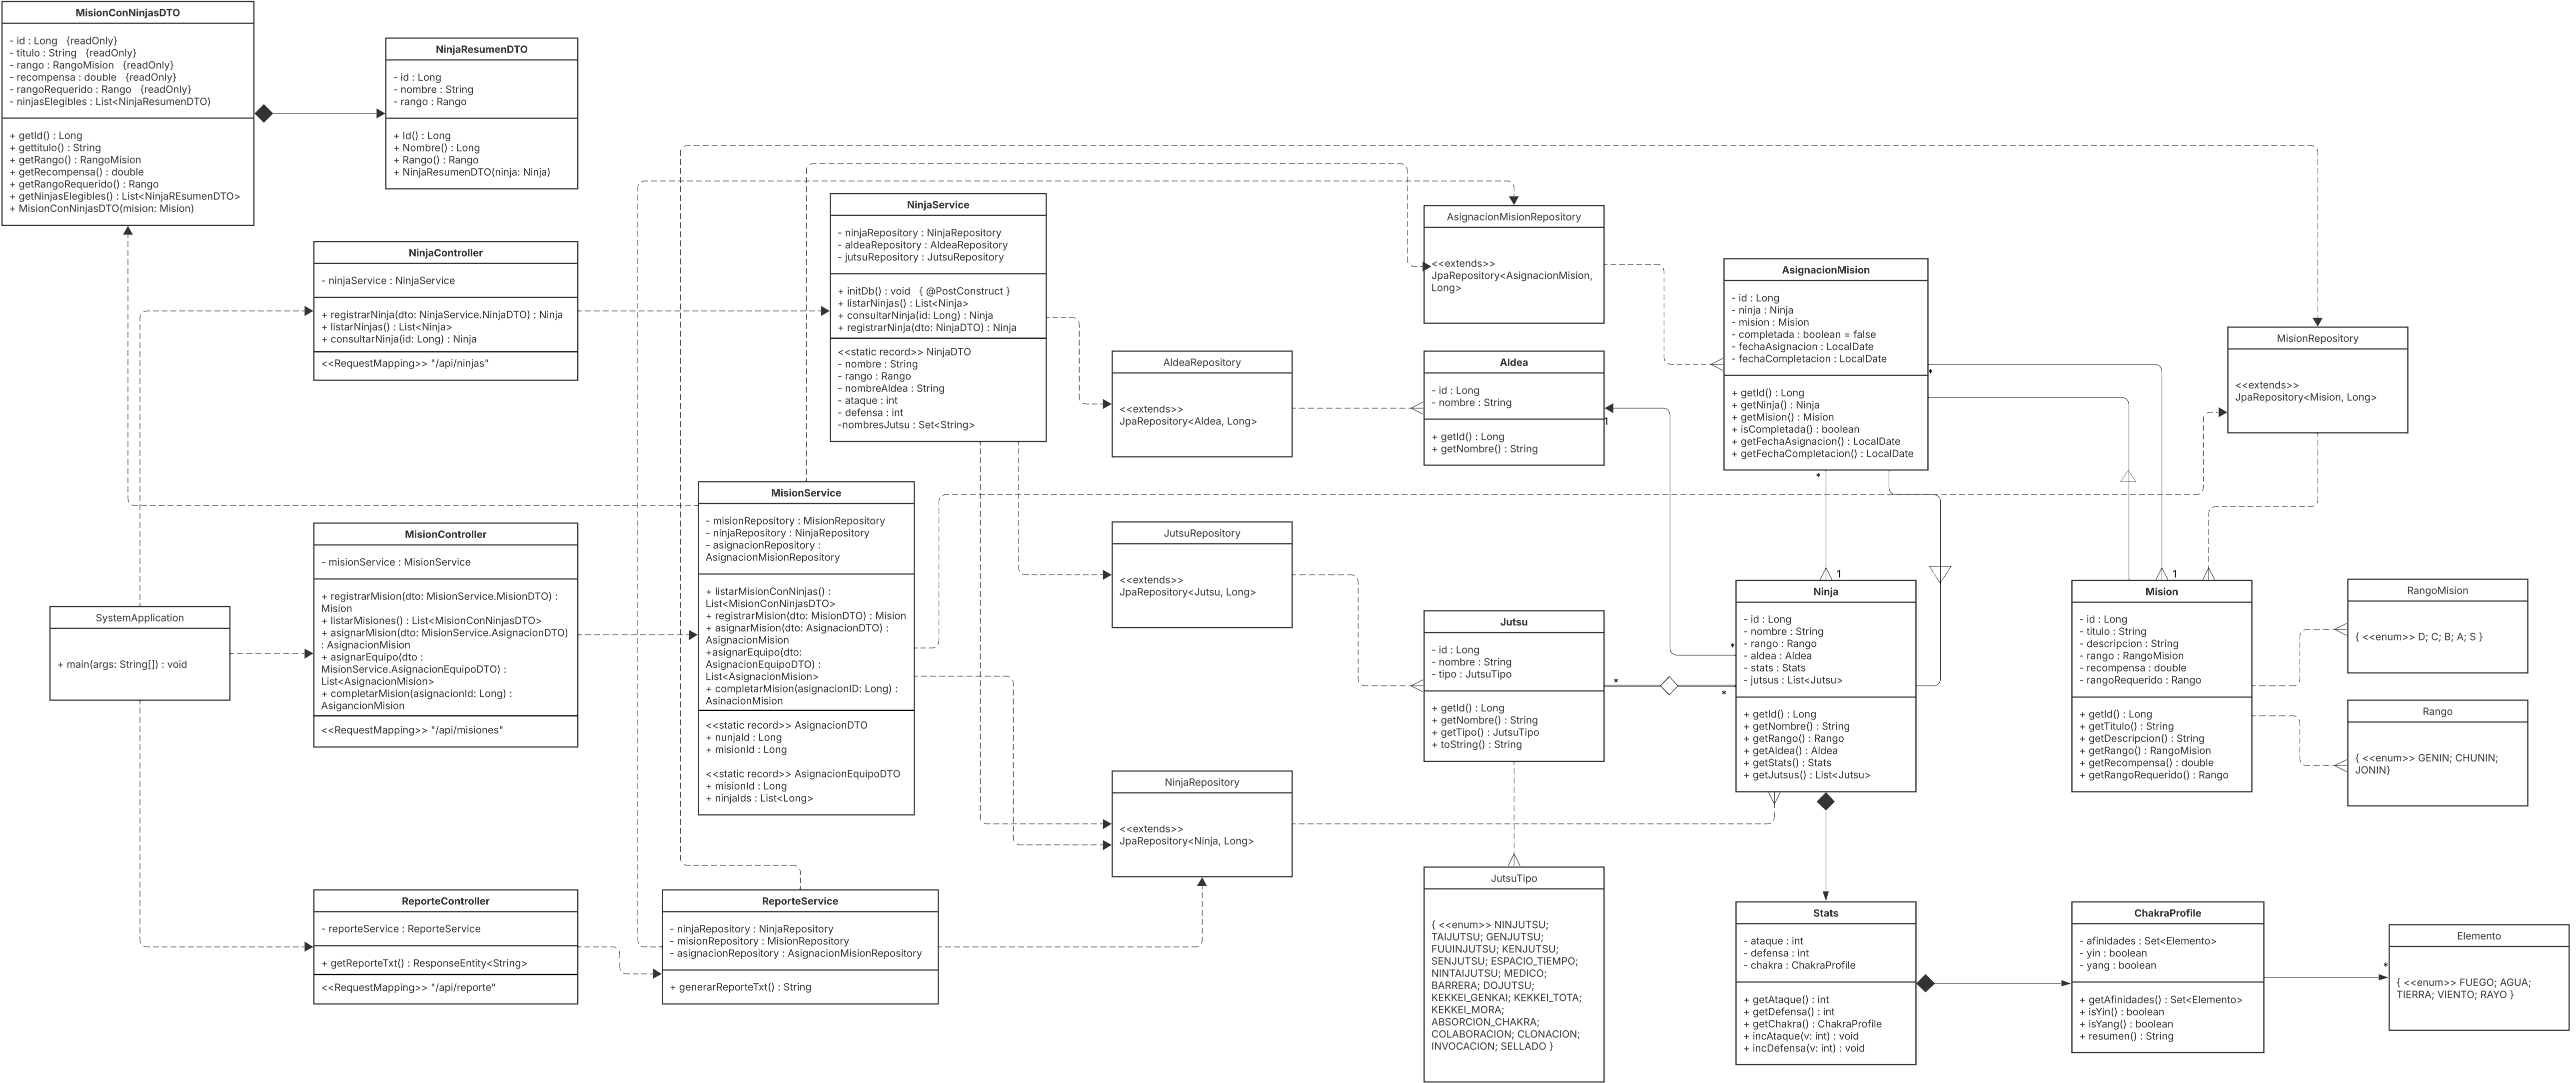 MisionConNinjasDTO
- id : Long   {readOnly}
- titulo : String   {readOnly}
- rango : RangoMision   {readOnly}
- recompensa : double   {readOnly}
- rangoRequerido : Rango   {readOnly}
- ninjasElegibles : List<NinjaResumenDTO)
+ getId() : Long
+ gettitulo() : String
+ getRango() : RangoMision
+ getRecompensa() : double
+ getRangoRequerido() : Rango
+ getNinjasElegibles() : List<NinjaREsumenDTO>
+ MisionConNinjasDTO(mision: Mision)
NinjaResumenDTO
- id : Long
- nombre : String
- rango : Rango
+ Id() : Long
+ Nombre() : Long
+ Rango() : Rango
+ NinjaResumenDTO(ninja: Ninja)
NinjaController
- ninjaService : NinjaService
+ registrarNinja(dto: NinjaService.NinjaDTO) : Ninja
+ listarNinjas() : List<Ninja>
+ consultarNinja(id: Long) : Ninja
<<RequestMapping>> "/api/ninjas"
NinjaService
- ninjaRepository : NinjaRepository
- aldeaRepository : AldeaRepository
- jutsuRepository : JutsuRepository
+ initDb() : void   { @PostConstruct }
+ listarNinjas() : List<Ninja>
+ consultarNinja(id: Long) : Ninja
+ registrarNinja(dto: NinjaDTO) : Ninja
<<static record>> NinjaDTO
- nombre : String
- rango : Rango
- nombreAldea : String
- ataque : int
- defensa : int
-nombresJutsu : Set<String>
AsignacionMisionRepository
<<extends>>
JpaRepository<AsignacionMision,
Long>
AsignacionMision
- id : Long
- ninja : Ninja
- mision : Mision
- completada : boolean = false
- fechaAsignacion : LocalDate
- fechaCompletacion : LocalDate
+ getId() : Long
+ getNinja() : Ninja
+ getMision() : Mision
+ isCompletada() : boolean
+ getFechaAsignacion() : LocalDate
+ getFechaCompletacion() : LocalDate
*
*
MisionRepository
<<extends>>
JpaRepository<Mision, Long>
AldeaRepository
<<extends>>
JpaRepository<Aldea, Long>
Aldea
- id : Long
- nombre : String
+ getId() : Long
+ getNombre() : String
1
SystemApplication
+ main(args: String[]) : void
MisionController
- misionService : MisionService
+ registrarMision(dto: MisionService.MisionDTO) :
Mision
+ listarMisiones() : List<MisionConNinjasDTO>
+ asignarMision(dto: MisionService.AsignacionDTO)
: AsignacionMision
+ asignarEquipo(dto :
MisionService.AsignacionEquipoDTO) :
List<AsignacionMision>
+ completarMision(asignacionId: Long) :
AsigancionMision
<<RequestMapping>> "/api/misiones"
MisionService
- misionRepository : MisionRepository
- ninjaRepository : NinjaRepository
- asignacionRepository :
AsignacionMisionRepository
+ listarMisionConNinjas() :
List<MisionConNinjasDTO>
+ registrarMision(dto: MisionDTO) : Mision
+ asignarMision(dto: AsignacionDTO) :
AsignacionMision
+asignarEquipo(dto:
AsignacionEquipoDTO) :
List<AsignacionMision>
+ completarMision(asignacionID: Long) :
AsinacionMision
<<static record>> AsignacionDTO
+ nunjaId : Long
+ misionId : Long
<<static record>> AsignacionEquipoDTO
+ misionId : Long
+ ninjaIds : List<Long>
JutsuRepository
<<extends>>
JpaRepository<Jutsu, Long>
Jutsu
- id : Long
- nombre : String
- tipo : JutsuTipo
+ getId() : Long
+ getNombre() : String
+ getTipo() : JutsuTipo
+ toString() : String
*
*
*
1
Ninja
- id : Long
- nombre : String
- rango : Rango
- aldea : Aldea
- stats : Stats
- jutsus : List<Jutsu>
+ getId() : Long
+ getNombre() : String
+ getRango() : Rango
+ getAldea() : Aldea
+ getStats() : Stats
+ getJutsus() : List<Jutsu>
1
Mision
- id : Long
- titulo : String
- descripcion : String
- rango : RangoMision
- recompensa : double
- rangoRequerido : Rango
+ getId() : Long
+ getTitulo() : String
+ getDescripcion() : String
+ getRango() : RangoMision
+ getRecompensa() : double
+ getRangoRequerido() : Rango
RangoMision
{ <<enum>> D; C; B; A; S }
Rango
{ <<enum>> GENIN; CHUNIN;
JONIN}
NinjaRepository
<<extends>>
JpaRepository<Ninja, Long>
ReporteController
- reporteService : ReporteService
+ getReporteTxt() : ResponseEntity<String>
<<RequestMapping>> "/api/reporte"
ReporteService
- ninjaRepository : NinjaRepository
- misionRepository : MisionRepository
- asignacionRepository : AsignacionMisionRepository
+ generarReporteTxt() : String
JutsuTipo
{ <<enum>> NINJUTSU;
TAIJUTSU; GENJUTSU;
FUUINJUTSU; KENJUTSU;
SENJUTSU; ESPACIO_TIEMPO;
NINTAIJUTSU; MEDICO;
BARRERA; DOJUTSU;
KEKKEI_GENKAI; KEKKEI_TOTA;
KEKKEI_MORA;
ABSORCION_CHAKRA;
COLABORACION; CLONACION;
INVOCACION; SELLADO }
Stats
- ataque : int
- defensa : int
- chakra : ChakraProfile
+ getAtaque() : int
+ getDefensa() : int
+ getChakra() : ChakraProfile
+ incAtaque(v: int) : void
+ incDefensa(v: int) : void
ChakraProfile
- afinidades : Set<Elemento>
- yin : boolean
- yang : boolean
+ getAfinidades() : Set<Elemento>
+ isYin() : boolean
+ isYang() : boolean
+ resumen() : String
*
Elemento
{ <<enum>> FUEGO; AGUA;
TIERRA; VIENTO; RAYO }